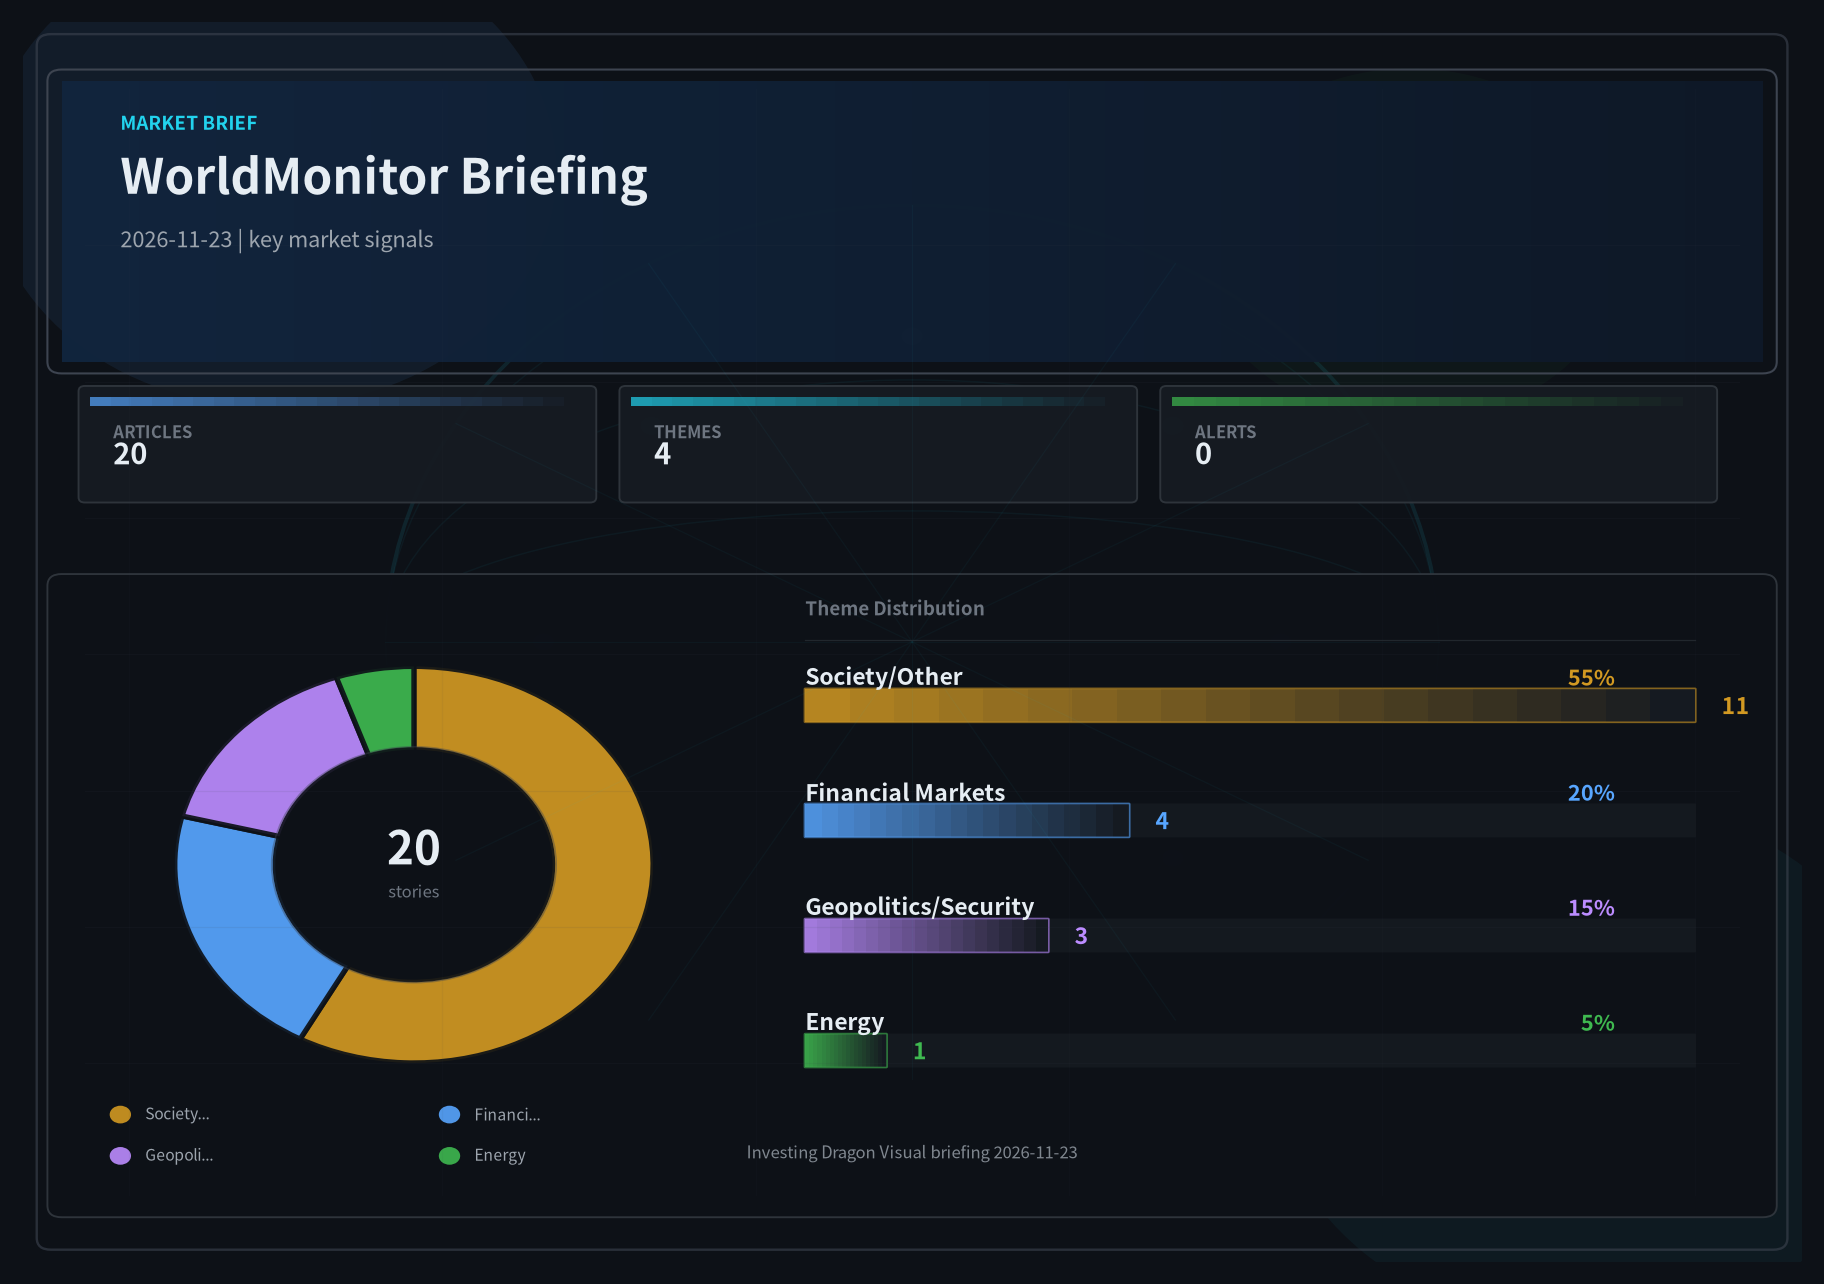 MARKET BRIEF
WorldMonitor Briefing
2026-11-23 | key market signals
ARTICLES
20
THEMES
4
ALERTS
0
Theme Distribution
Society/Other
55%
11
Financial Markets
20%
4
Geopolitics/Security
15%
3
Energy
5%
1
20
stories
Society...
Financi...
Geopoli...
Energy
Investing Dragon Visual briefing 2026-11-23